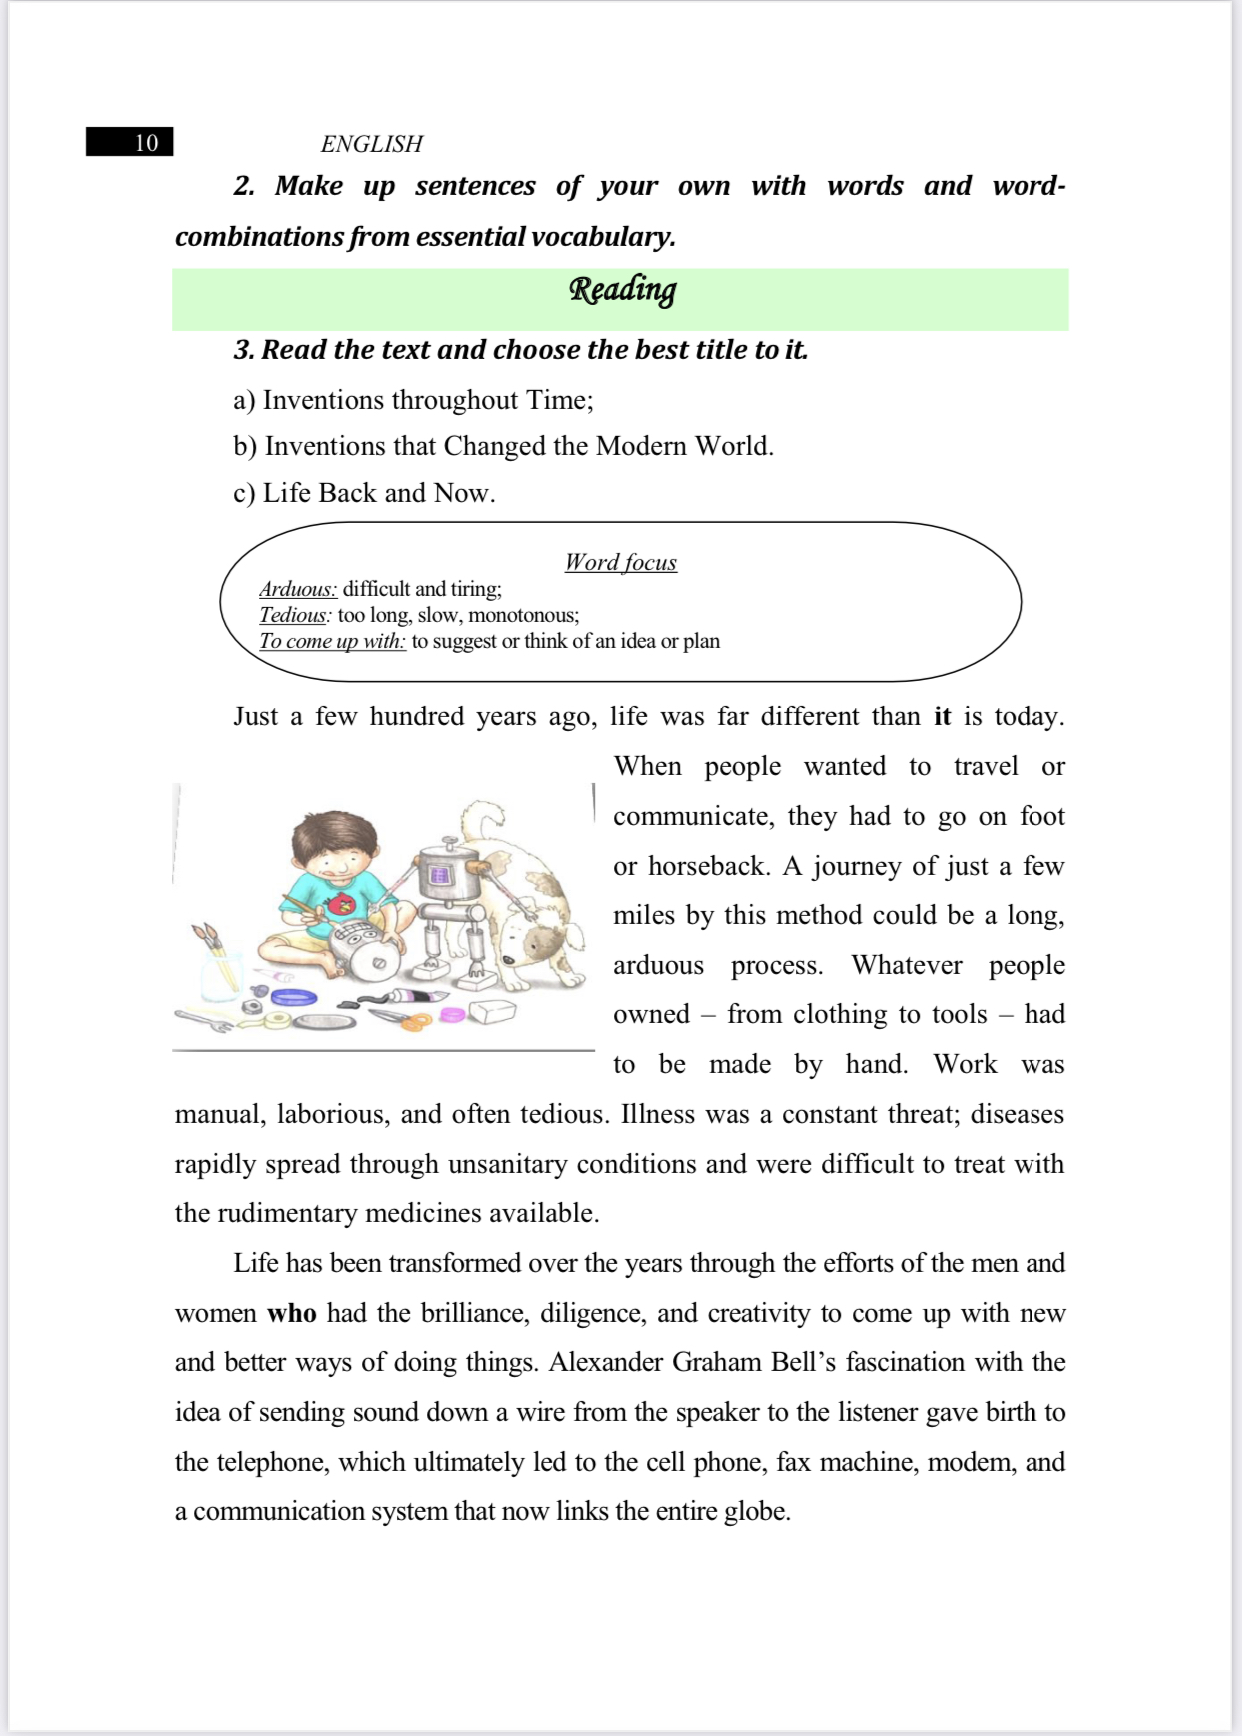 10
ENGLISH
2. Make up sentences of your own with words and word-
combinations from essential vocabulary.
Reading
3. Read the text and choose the best title to it.
a) Inventions throughout Time;
b) Inventions that Changed the Modern World.
c) Life Back and Now.
Word focus
Arduous: difficult and tiring;
Tedious: too long, slow, monotonous;
To come up with: to suggest or think of an idea or plan
Just a few hundred years ago, life was far different than it is today.
When people wanted to travel or
communicate, they had to go on foot
or horseback. A journey of just a few
miles by this method could be a long,
arduous process. Whatever people
owned – from clothing to tools – had
to be made by hand. Work was
manual, laborious, and often tedious. Illness was a constant threat; diseases
rapidly spread through unsanitary conditions and were difficult to treat with
the rudimentary medicines available.
Life has been transformed over the years through the efforts of the men and
women who had the brilliance, diligence, and creativity to come up with new
and better ways of doing things. Alexander Graham Bell’s fascination with the
idea of sending sound down a wire from the speaker to the listener gave birth to
the telephone, which ultimately led to the cell phone, fax machine, modem, and
a communication system that now links the entire globe.